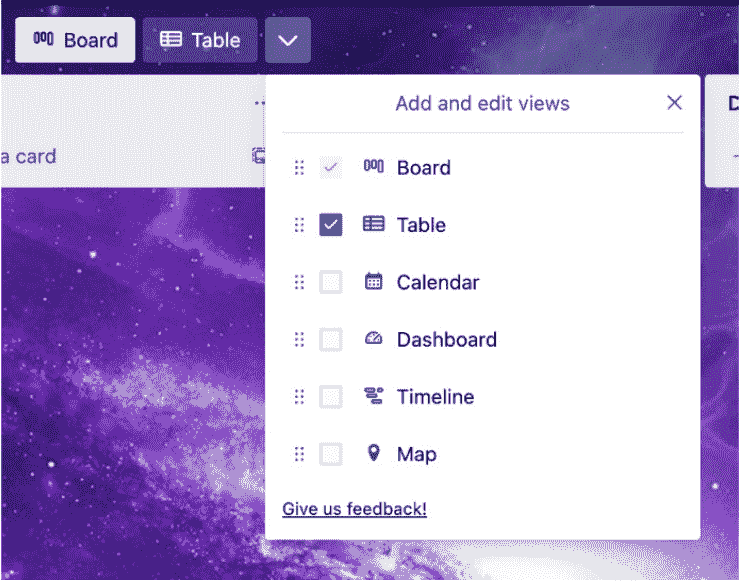 Board Table
Add and edit views
a card
Board
Table
Calendar
Dashboard
Timeline
Map
Give us feedback!